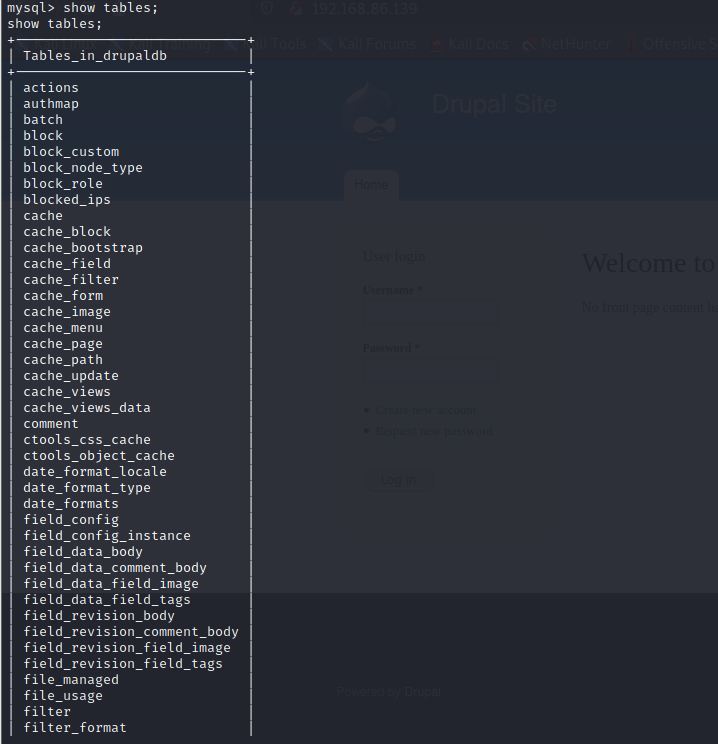 mysql> show tables;
show tables;
Tables_in_drupaldb
actions
authmap
batch
block
block_custom
block_node_type
block_role
blocked_ips
cache
cache_block
cache_bootstrap
cache_field
cache_filter
cache_form
cache_image
cache_menu
cache_page
cache_path
cache_update
cache_views
cache_views_data
comment
ctools_css_cache
ctools_object_cache
date_format_locale
date_format_type
date_formats
field_config
field_config_instance
field_data_body
field_data_comment_body
field_data_field_image
field_data_field_tags
field_revision_body
field_revision_comment_body
field_revision_field_image
field_revision_field_tags
file_managed
file_usage
filter
filter_format
192.168.86.139
Kali Linux Kali Training Kali Tools Kali Forums Kali Docs NetHunter Offensive S
Drupal Site
Home
User login
Username *
Password *
Create new account
Request new password
Log in
Welcome to
No front page content ha
Powered by Drupal